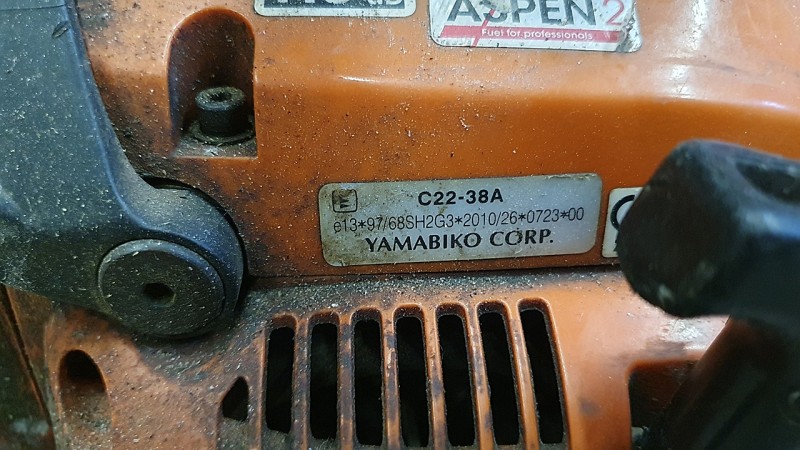 ASPEN 2
Fuel for professionals
E C22-38A
e13*97/68SH2G3*2010/26*0723*00
YAMABIKO CORP.